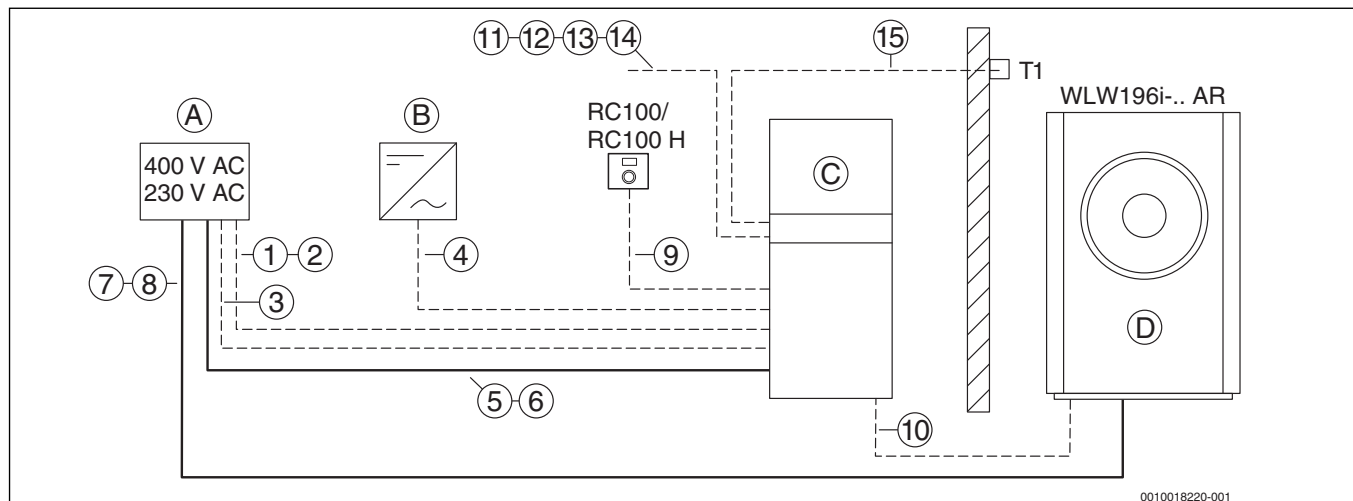 11 12 13 14
15
T1
WLW196i-.. AR
A
B
RC100/
RC100 H
400 V AC
230 V AC
C
1 2
4
9
7 8
3
D
5 6
10
0010018220-001